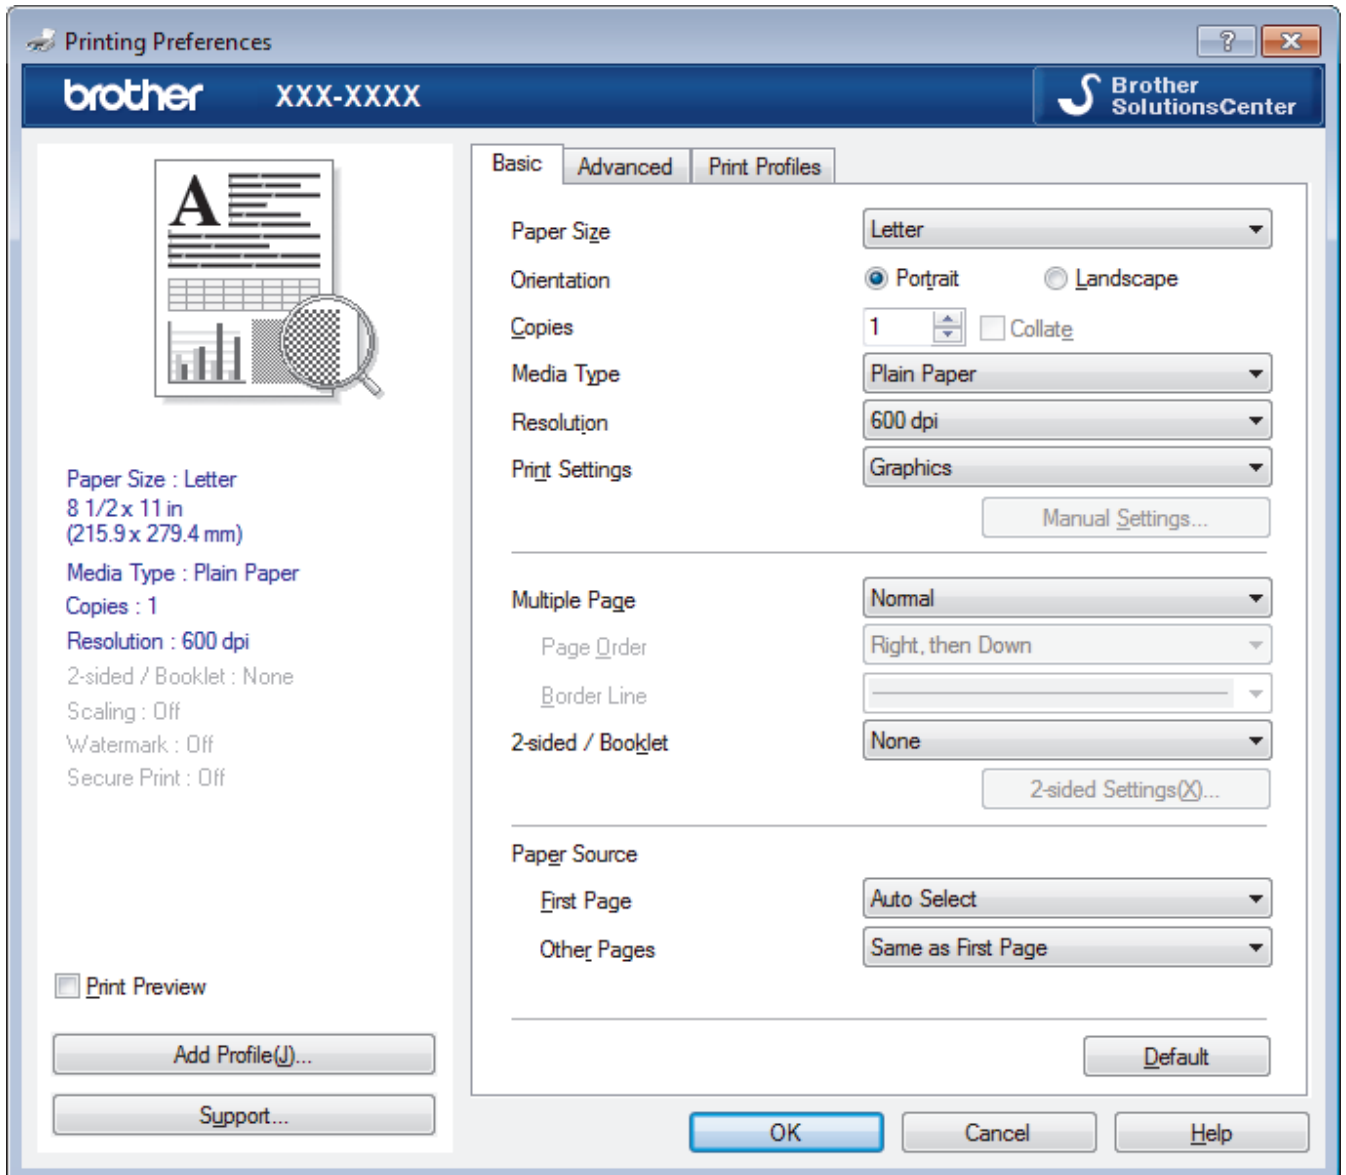 Printing Preferences
brother XXX-XXXX
Brother
SolutionsCenter
A
Paper Size : Letter
8 1/2 x 11 in
(215.9 x 279.4 mm)
Media Type : Plain Paper
Copies : 1
Resolution : 600 dpi
2-sided / Booklet : None
Scaling : Off
Watermark : Off
Secure Print : Off
Print Preview
Add Profile(J)...
Support...
Basic Advanced Print Profiles
Paper Size Letter
Orientation Portrait Landscape
Copies 1 Collate
Media Type Plain Paper
Resolution 600 dpi
Print Settings Graphics
Manual Settings...
Multiple Page Normal
Page Order Right, then Down
Border Line
2-sided / Booklet None
2-sided Settings(X)...
Paper Source
First Page Auto Select
Other Pages Same as First Page
Default
OK Cancel Help